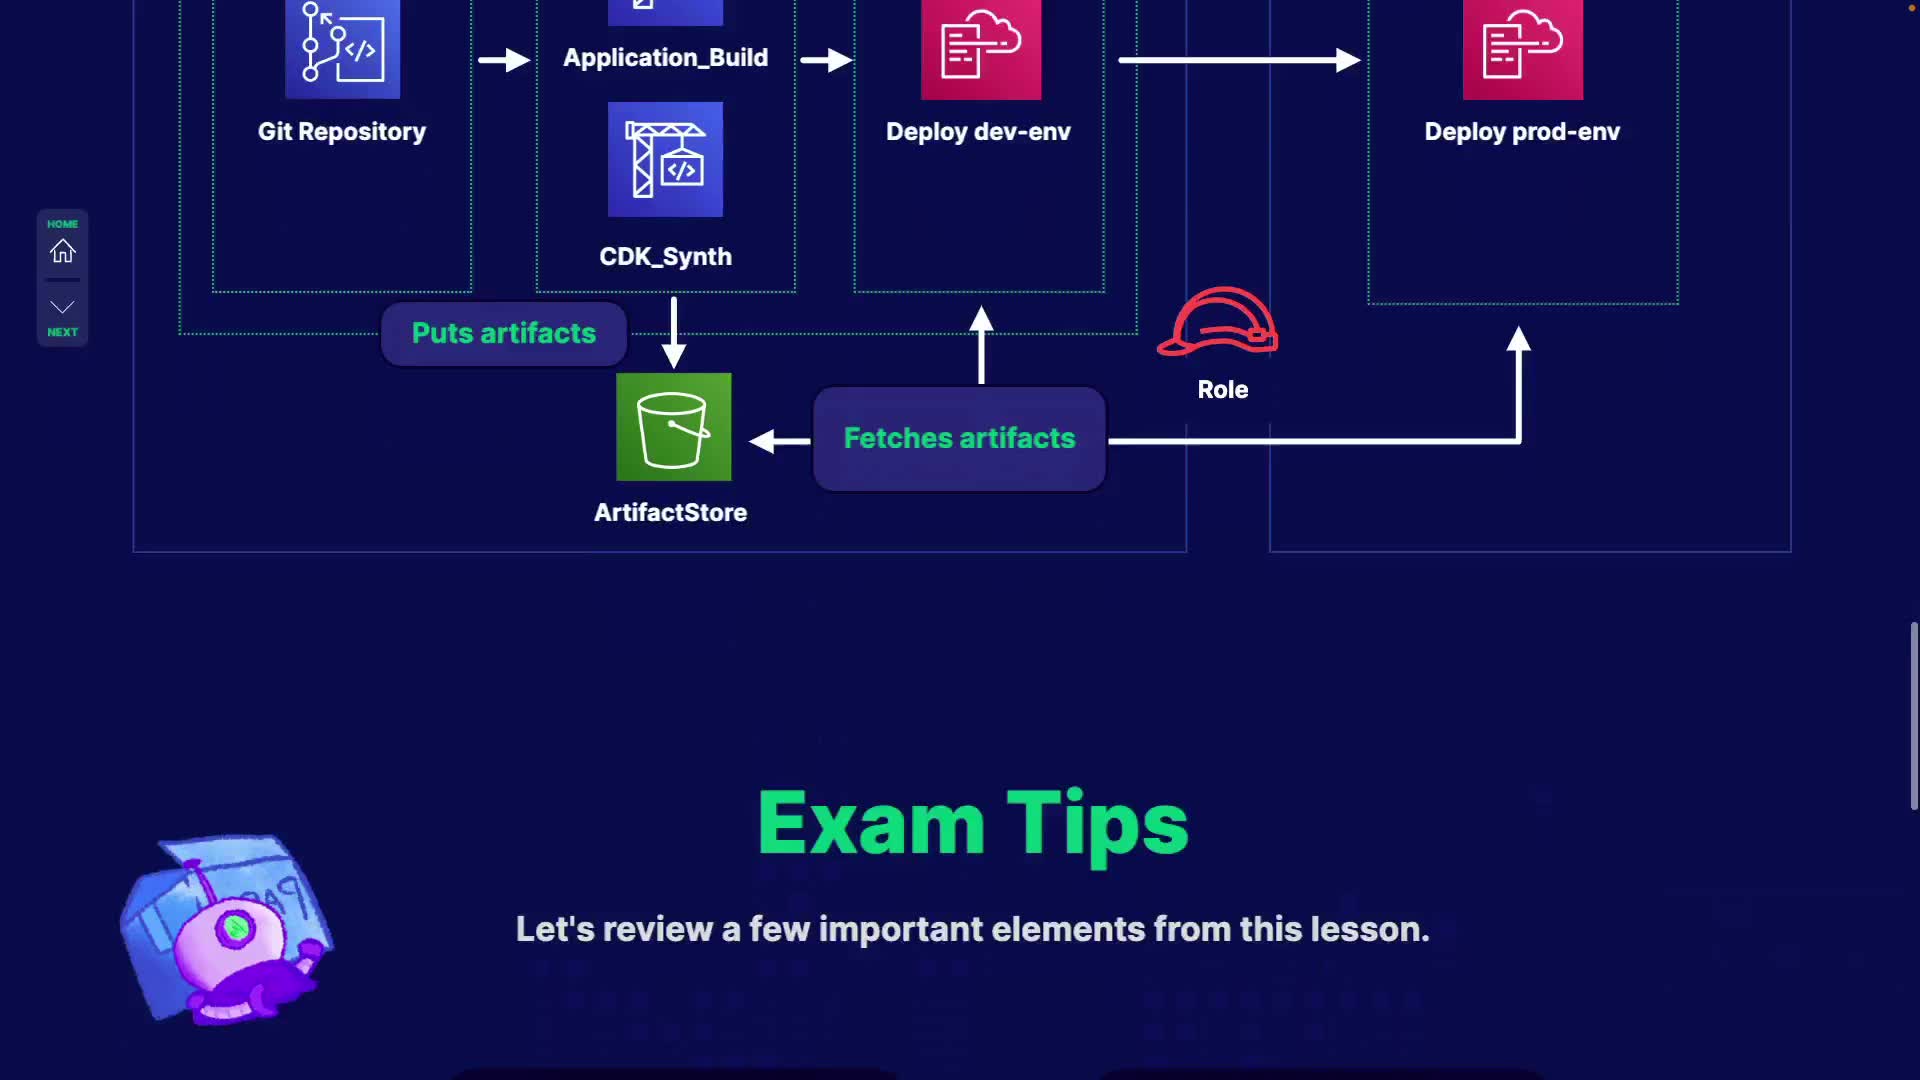 Application_Build
Git Repository
Deploy dev-env
Deploy prod-env
HOME
CDK_Synth
NEXT
Puts artifacts
Role
Fetches artifacts
ArtifactStore
Exam Tips
Let's review a few important elements from this lesson.